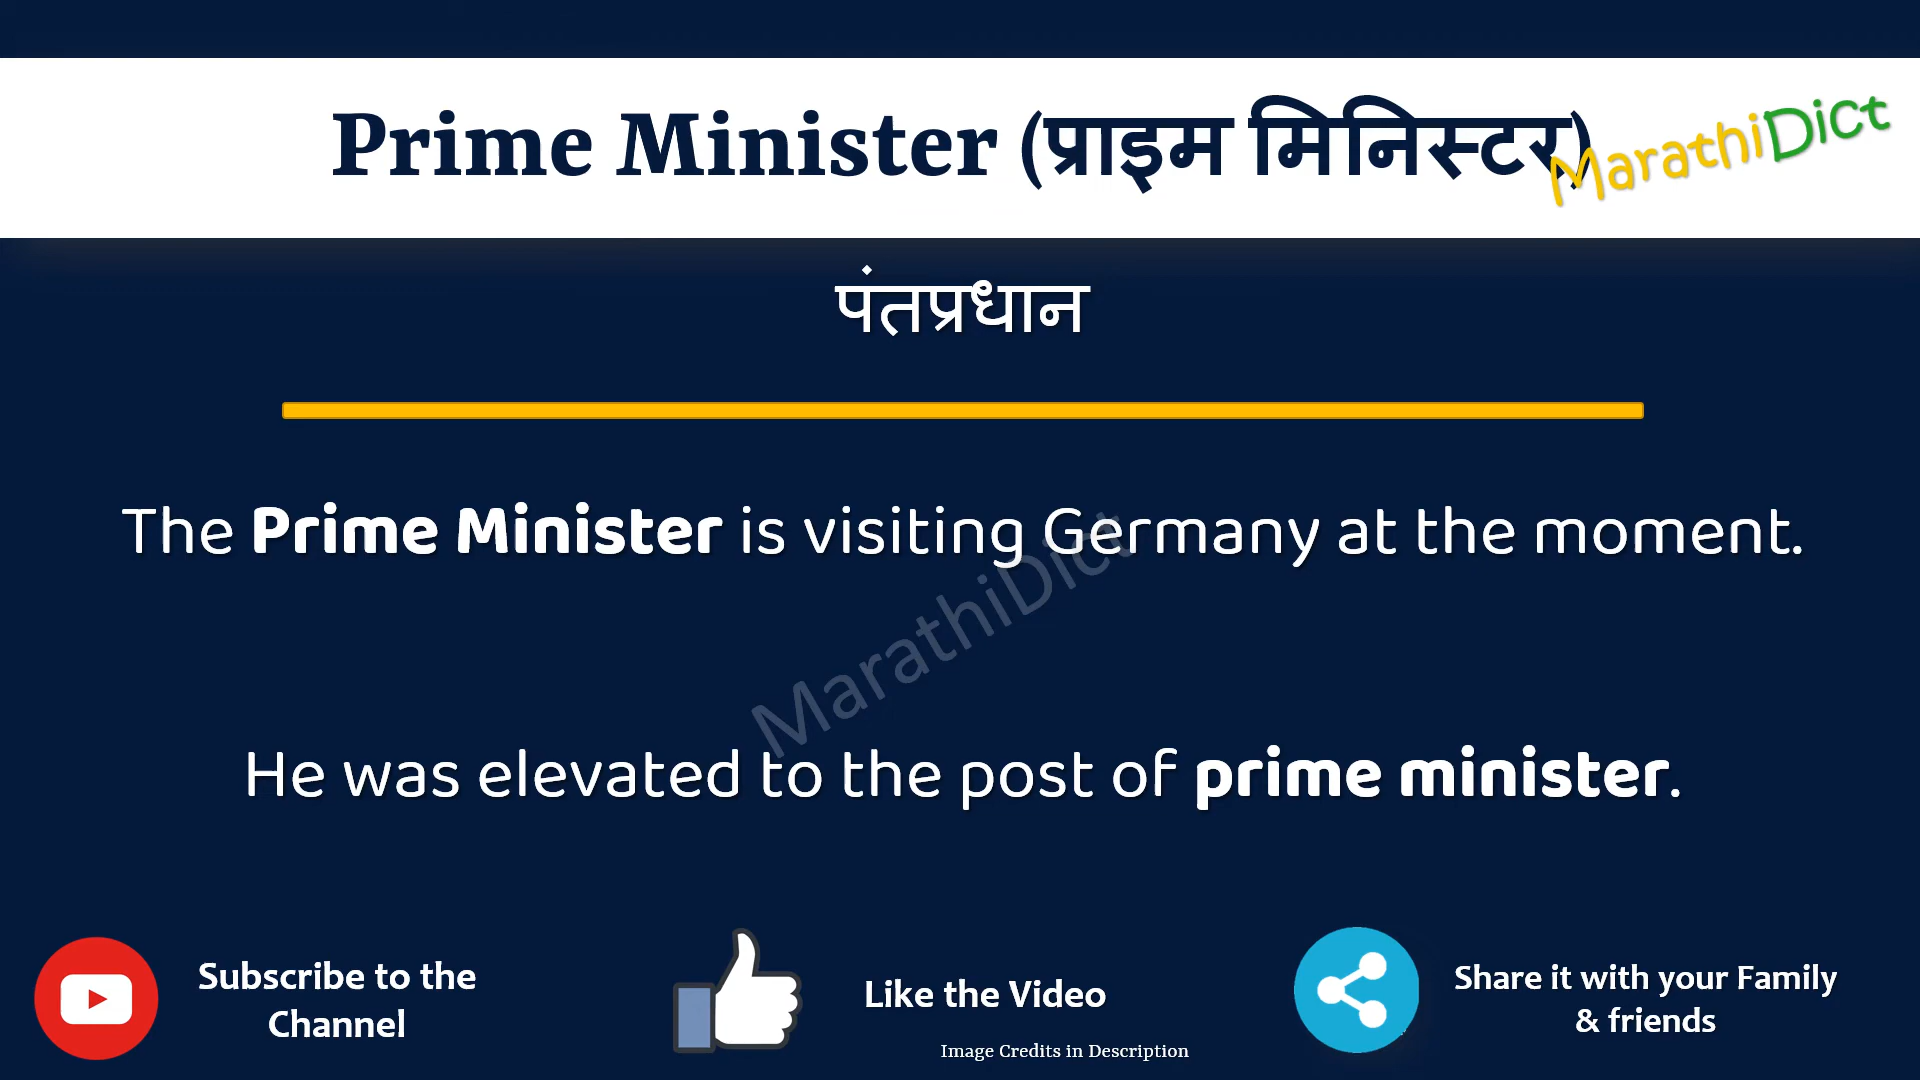 Prime Minister (प्राइम मिनिस्टर)
MarathiDict
पंतप्रधान
The Prime Minister is visiting Germany at the moment.
MarathiDict
He was elevated to the post of prime minister.
Subscribe to the
Channel
Like the Video
Share it with your Family
& friends
Image Credits in Description